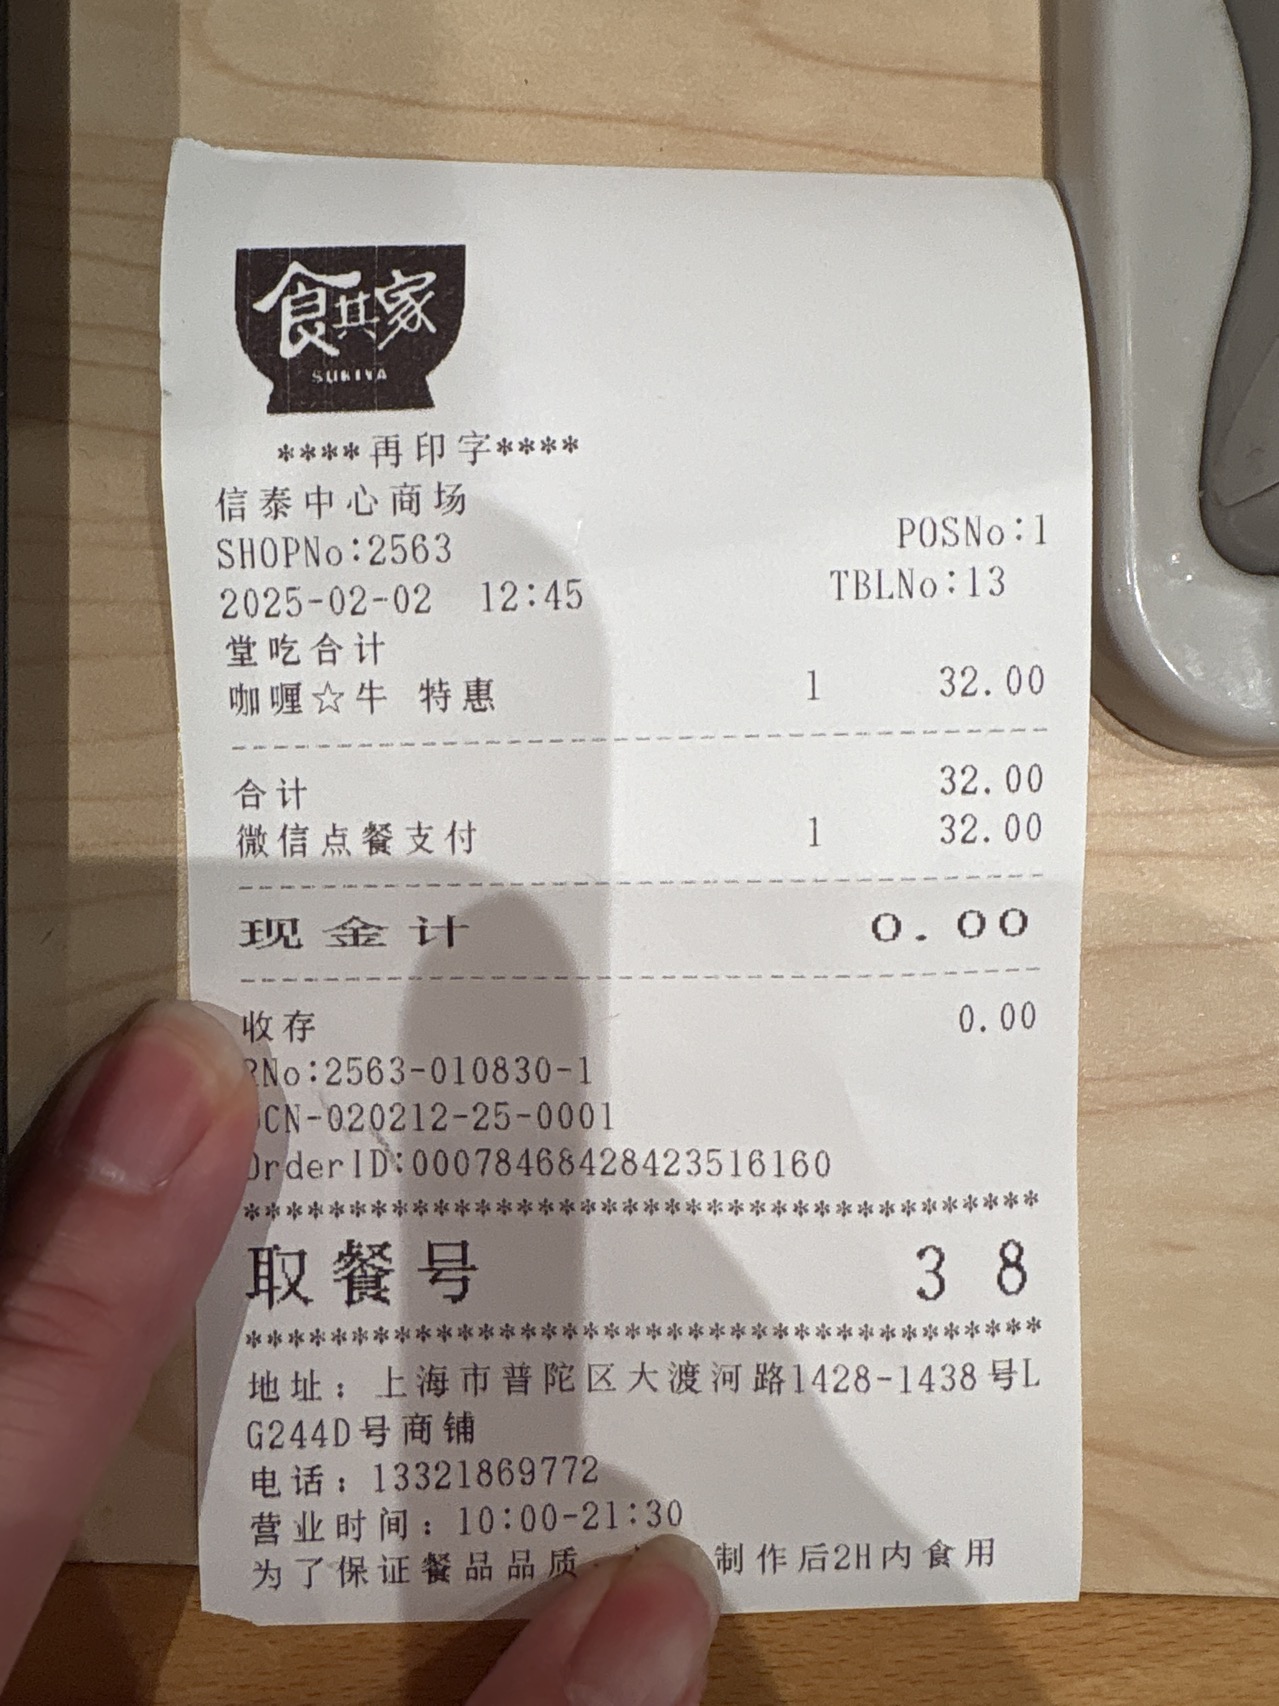 食其家
SUKIYA
****再印字****
信泰中心商场
SHOPNo:2563 POSNo:1
2025-02-02 12:45 TBLNo:13
堂吃合计
咖喱☆牛 特惠 1 32.00
合计 32.00
微信点餐支付 1 32.00
现金计 0.00
收存 0.00
RNo:2563-010830-1
CN-020212-25-0001
OrderID:00078468428423516160
**************************************
取餐号 38
**************************************
地址：上海市普陀区大渡河路1428-1438号L
G244D号商铺
电话：13321869772
营业时间：10:00-21:30
为了保证餐品品质 制作后2H内食用